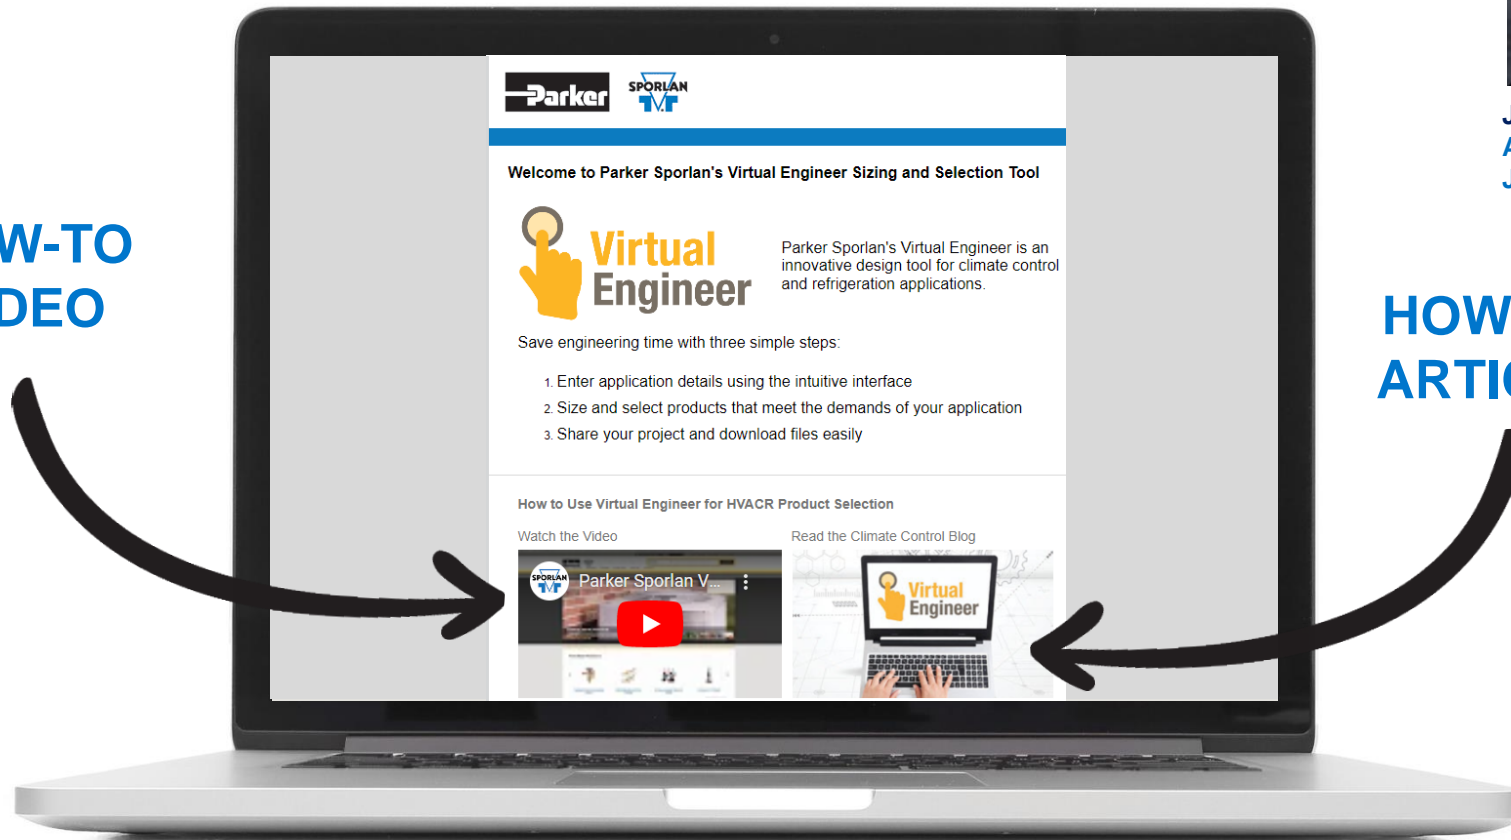 Parker
SPORLAN
Welcome to Parker Sporlan's Virtual Engineer Sizing and Selection Tool
Virtual
Engineer
Parker Sporlan's Virtual Engineer is an
innovative design tool for climate control
and refrigeration applications.
Save engineering time with three simple steps:
1. Enter application details using the intuitive interface
2. Size and select products that meet the demands of your application
3. Share your project and download files easily
How to Use Virtual Engineer for HVACR Product Selection
Watch the Video
Read the Climate Control Blog
SPORLAN
Parker Sporlan V...
Virtual
Engineer
W-TO
DEO
HOW
ARTI
J
A
J